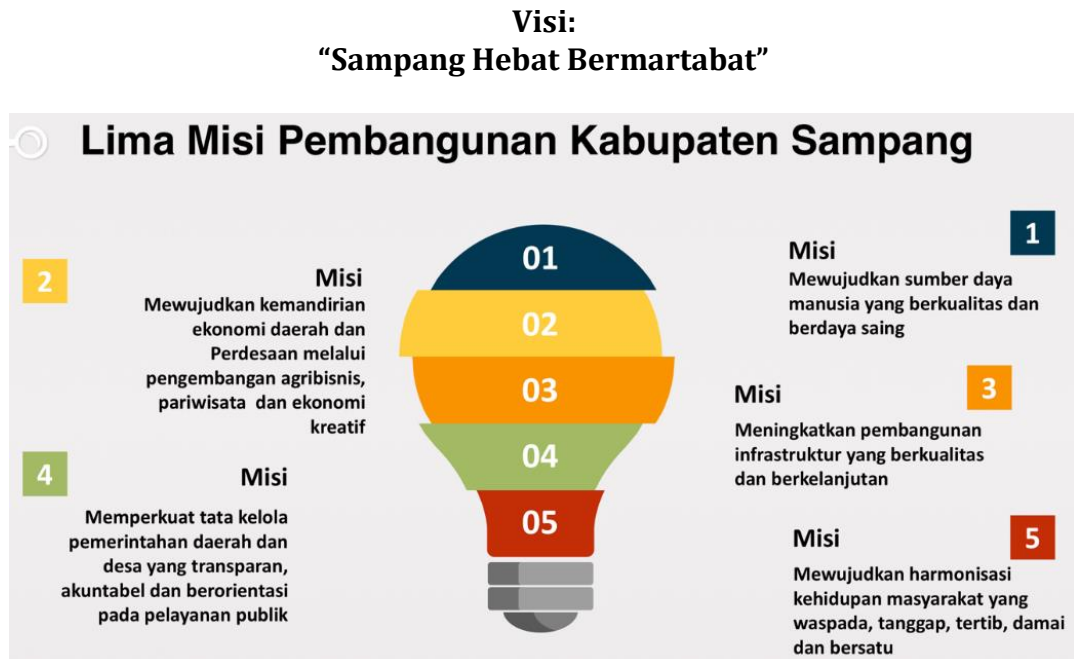 Visi:
“Sampang Hebat Bermartabat”
Lima Misi Pembangunan Kabupaten Sampang
01
02
03
04
05
1
Misi
Mewujudkan sumber daya
manusia yang berkualitas dan
berdaya saing
2
Misi
Mewujudkan kemandirian
ekonomi daerah dan
Perdesaan melalui
pengembangan agribisnis,
pariwisata dan ekonomi
kreatif
3
Misi
Meningkatkan pembangunan
infrastruktur yang berkualitas
dan berkelanjutan
4
Misi
Memperkuat tata kelola
pemerintahan daerah dan
desa yang transparan,
akuntabel dan berorientasi
pada pelayanan publik
5
Misi
Mewujudkan harmonisasi
kehidupan masyarakat yang
waspada, tanggap, tertib, damai
dan bersatu